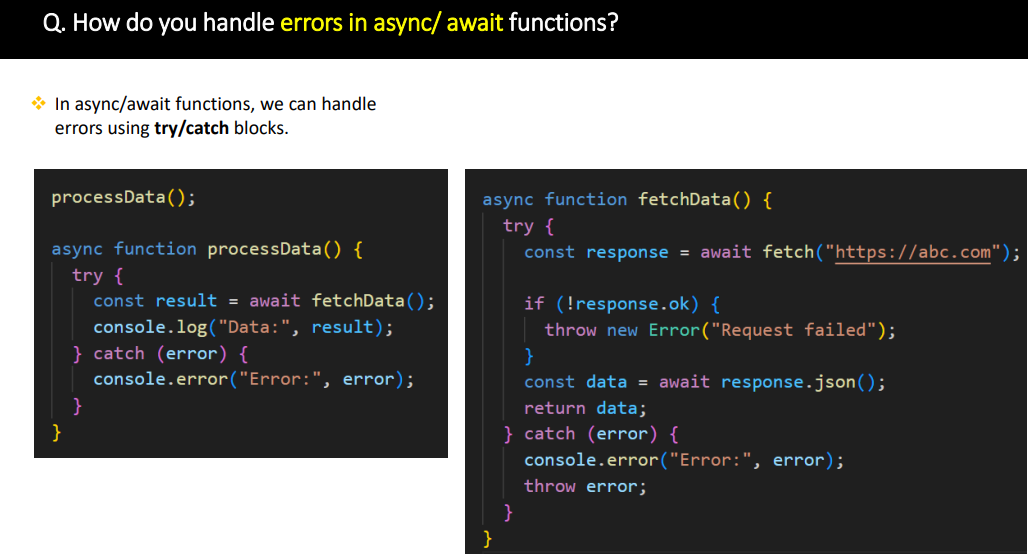 Q. How do you handle errors in async/ await functions?
In async/await functions, we can handle
errors using try/catch blocks.
processData();
async function processData() {
try {
const result = await fetchData();
console.log("Data:", result);
} catch (error) {
console.error("Error:", error);
}
}
async function fetchData() {
try {
const response = await fetch("https://abc.com");
if (!response.ok) {
throw new Error("Request failed");
}
const data = await response.json();
return data;
} catch (error) {
console.error("Error:", error);
throw error;
}
}